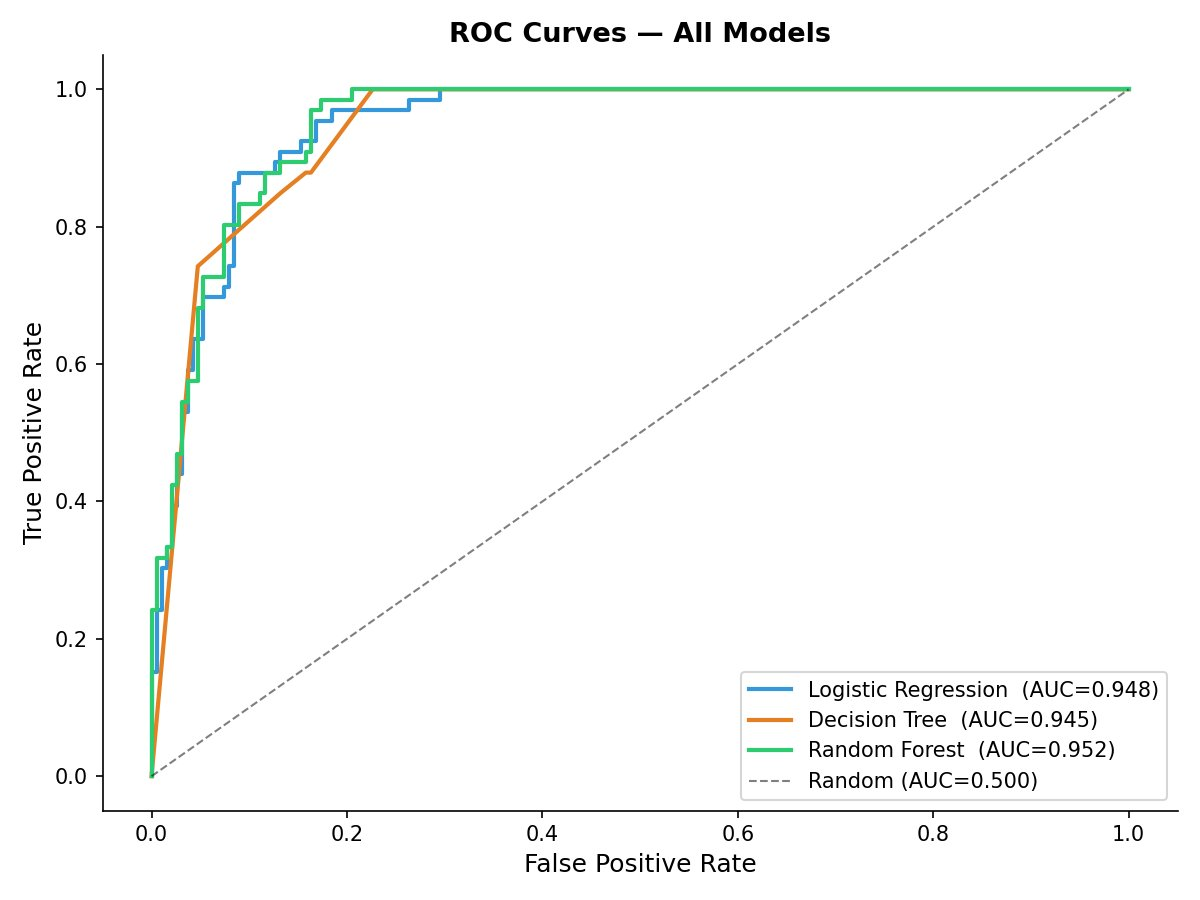 ROC Curves — All Models
True Positive Rate
1.0
0.8
0.6
0.4
0.2
0.0
Logistic Regression  (AUC=0.948)
Decision Tree  (AUC=0.945)
Random Forest  (AUC=0.952)
Random (AUC=0.500)
0.0 0.2 0.4 0.6 0.8 1.0
False Positive Rate